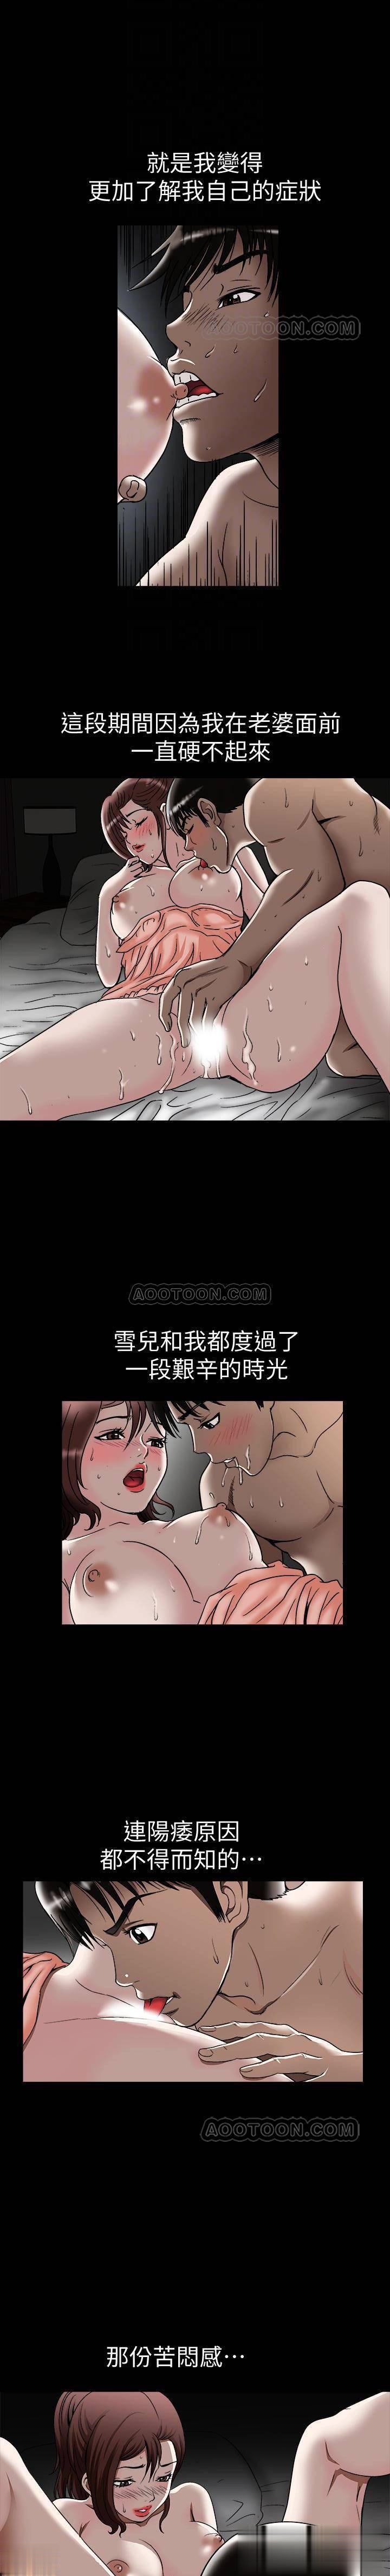 就是我變得
更加了解我自己的症狀
AOOTOON.COM
這段期間因為我在老婆面前
一直硬不起來
AOOTOON.COM
雪兒和我都度過了
一段艱辛的時光
連陽痿原因
都不得而知的⋯
AOOTOON.COM
那份苦悶感⋯